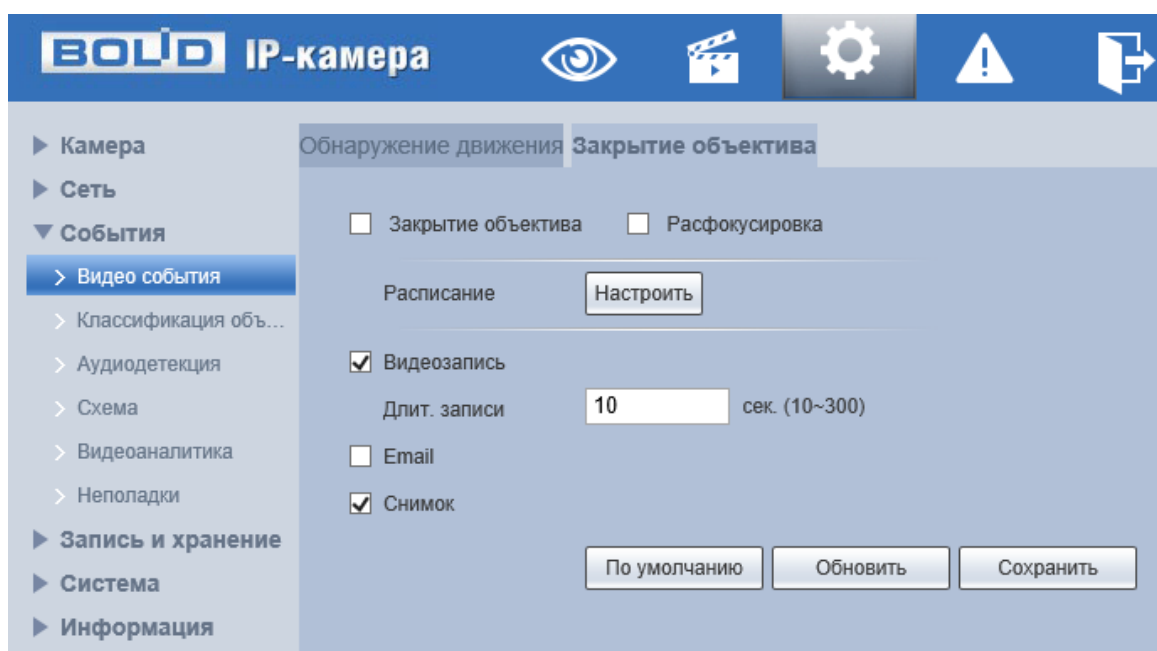 BOLID IP-камера
Камера
Сеть
События
Видео события
Классификация объ...
Аудиодетекция
Схема
Видеоаналитика
Неполадки
Запись и хранение
Система
Информация
Обнаружение движения Закрытие объектива
Закрытие объектива Расфокусировка
Расписание Настроить
Видеозапись
Длит. записи 10 сек. (10~300)
Email
Снимок
По умолчанию Обновить Сохранить